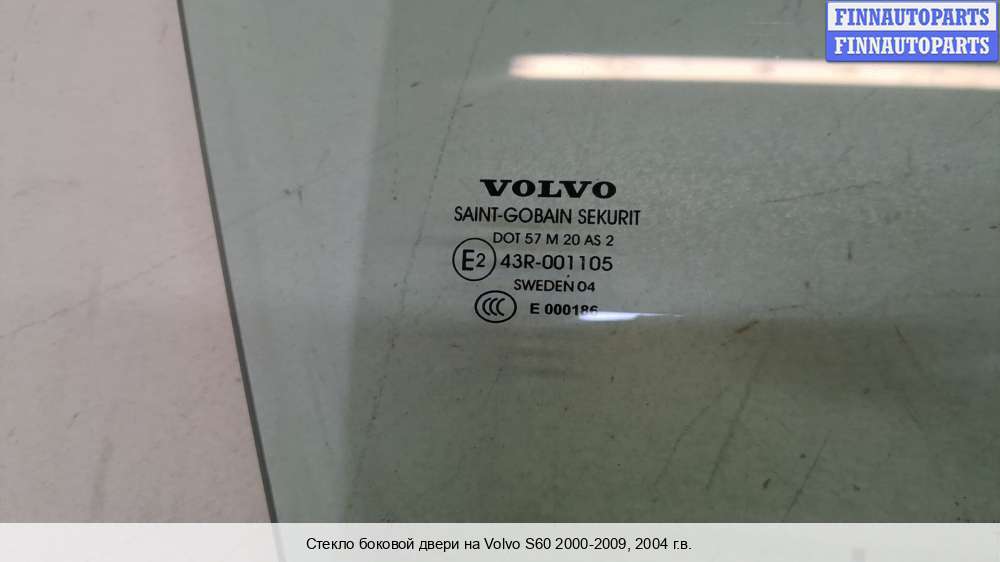 FINNAUTOPARTS
FINNAUTOPARTS
VOLVO
SAINT-GOBAIN SEKURIT
DOT 57 M 20 AS 2
E2 43R-001105
SWEDEN 04
CCC E 000186
Стекло боковой двери на Volvo S60 2000-2009, 2004 г.в.